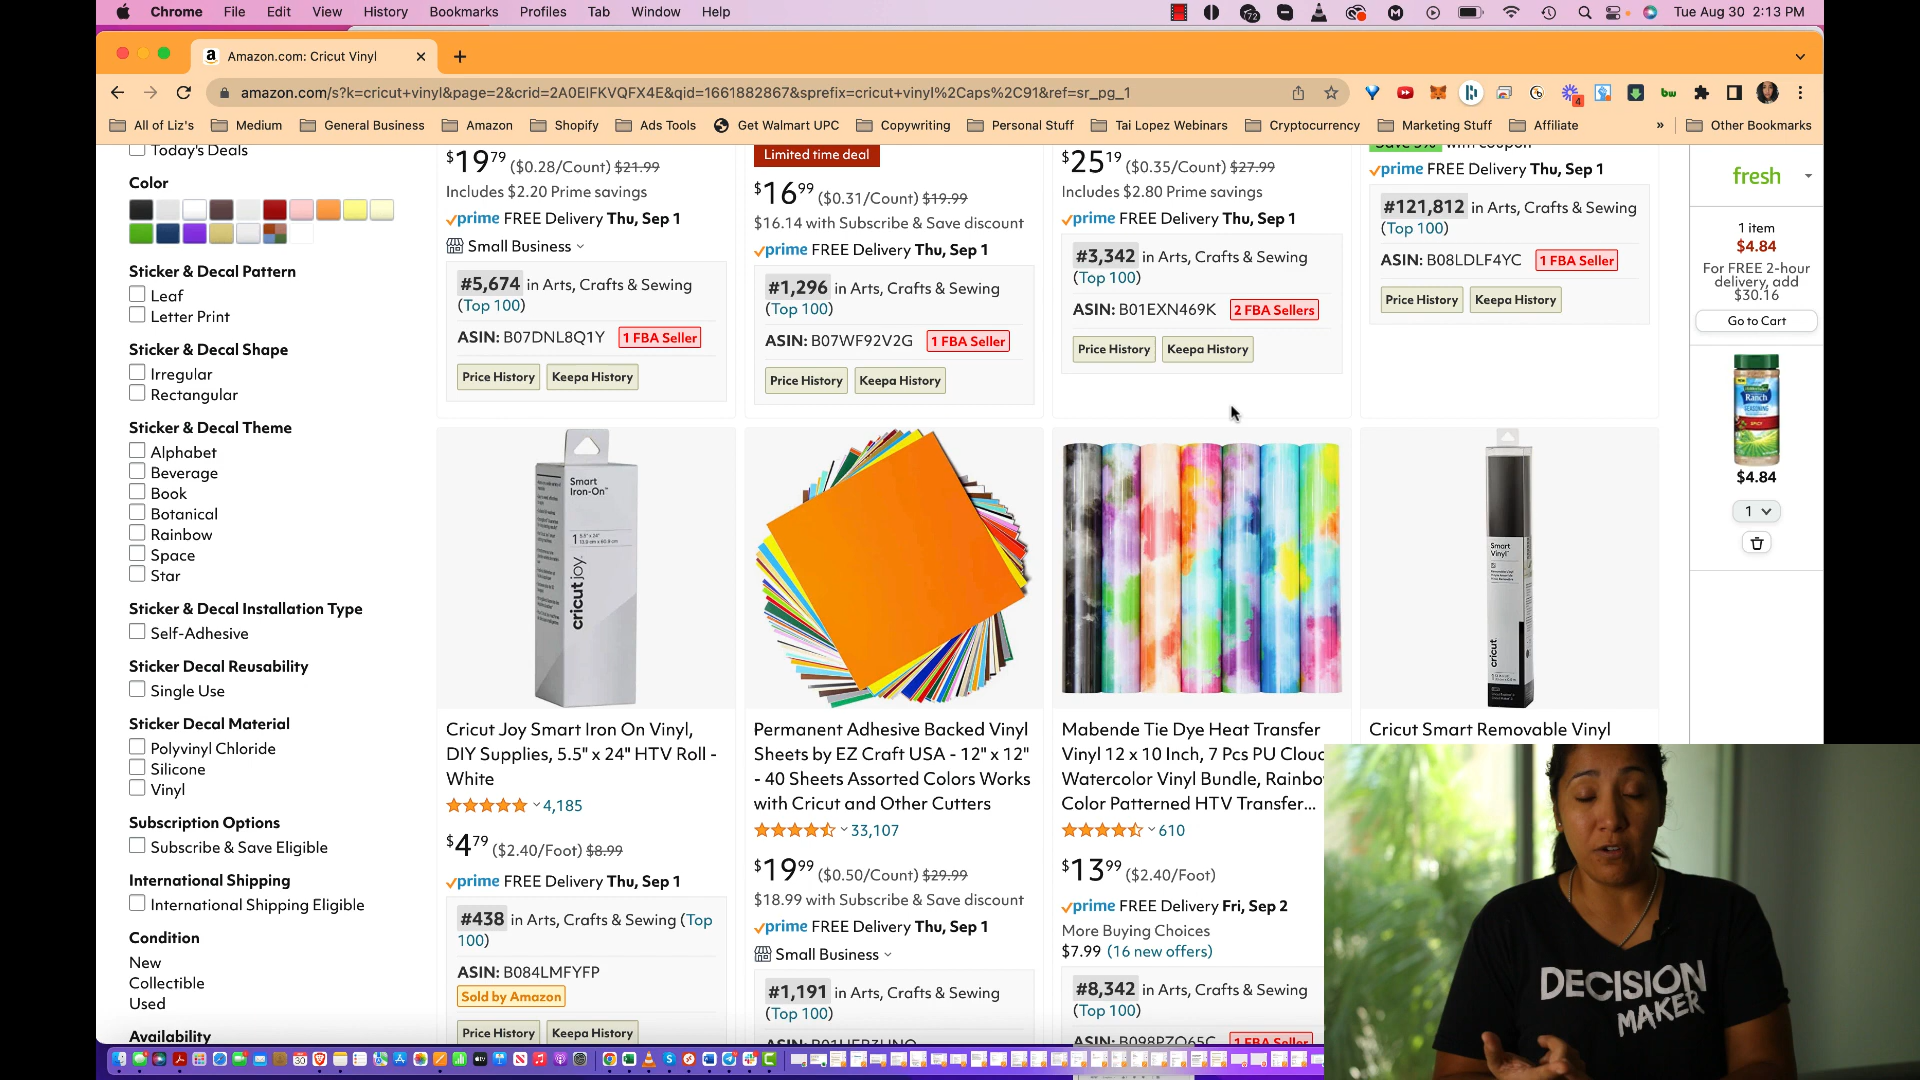 Chrome File Edit View History Bookmarks Profiles Tab Window Help
72
Tue Aug 30 2:13 PM
Amazon.com: Cricut Vinyl
amazon.com/s?k=cricut+vinyl&page=2&crid=2A0EIFKVQFX4E&qid=1661882867&sprefix=cricut+vinyl%2Caps%2C91&ref=sr_pg_1
All of Liz's Medium General Business Amazon Shopify Ads Tools Get Walmart UPC Copywriting Personal Stuff Tai Lopez Webinars Cryptocurrency Marketing Stuff Affiliate » Other Bookmarks
Today's Deals
Color
Sticker & Decal Pattern
Leaf
Letter Print
Sticker & Decal Shape
Irregular
Rectangular
Sticker & Decal Theme
Alphabet
Beverage
Book
Botanical
Rainbow
Space
Star
Sticker & Decal Installation Type
Self-Adhesive
Sticker Decal Reusability
Single Use
Sticker Decal Material
Polyvinyl Chloride
Silicone
Vinyl
Subscription Options
Subscribe & Save Eligible
International Shipping
International Shipping Eligible
Condition
New
Collectible
Used
Availability
$19.79 ($0.28/Count) $21.99
Includes $2.20 Prime savings
prime FREE Delivery Thu, Sep 1
Small Business
#5,674 in Arts, Crafts & Sewing
(Top 100)
ASIN: B07DNL8Q1Y 1 FBA Seller
Price History Keepa History
Limited time deal
$16.99 ($0.31/Count) $19.99
$16.14 with Subscribe & Save discount
prime FREE Delivery Thu, Sep 1
#1,296 in Arts, Crafts & Sewing
(Top 100)
ASIN: B07WF92V2G 1 FBA Seller
Price History Keepa History
$25.19 ($0.35/Count) $27.99
Includes $2.80 Prime savings
prime FREE Delivery Thu, Sep 1
#3,342 in Arts, Crafts & Sewing
(Top 100)
ASIN: B01EXN469K 2 FBA Sellers
Price History Keepa History
Save 5% with coupon
prime FREE Delivery Thu, Sep 1
#121,812 in Arts, Crafts & Sewing
(Top 100)
ASIN: B08LDLF4YC 1 FBA Seller
Price History Keepa History
fresh
1 item
$4.84
For FREE 2-hour
delivery, add
$30.16
Go to Cart
Ranch
$4.84
1
Smart
Iron-On
cricut joy
Cricut Joy Smart Iron On Vinyl,
DIY Supplies, 5.5" x 24" HTV Roll -
White
4,185
$4.79 ($2.40/Foot) $8.99
prime FREE Delivery Thu, Sep 1
#438 in Arts, Crafts & Sewing (Top
100)
ASIN: B084LMFYFP
Sold by Amazon
Price History Keepa History
Permanent Adhesive Backed Vinyl
Sheets by EZ Craft USA - 12" x 12"
- 40 Sheets Assorted Colors Works
with Cricut and Other Cutters
33,107
$19.99 ($0.50/Count) $29.99
$18.99 with Subscribe & Save discount
prime FREE Delivery Thu, Sep 1
Small Business
#1,191 in Arts, Crafts & Sewing
(Top 100)
Mabende Tie Dye Heat Transfer
Vinyl 12 x 10 Inch, 7 Pcs PU Cloud
Watercolor Vinyl Bundle, Rainbow
Color Patterned HTV Transfer...
610
$13.99 ($2.40/Foot)
prime FREE Delivery Fri, Sep 2
More Buying Choices
$7.99 (16 new offers)
#8,342 in Arts, Crafts & Sewing
(Top 100)
ASIN: B098PZQ65C 1 FBA Seller
Smart
Vinyl
cricut
Cricut Smart Removable Vinyl
DECISION
MAKER